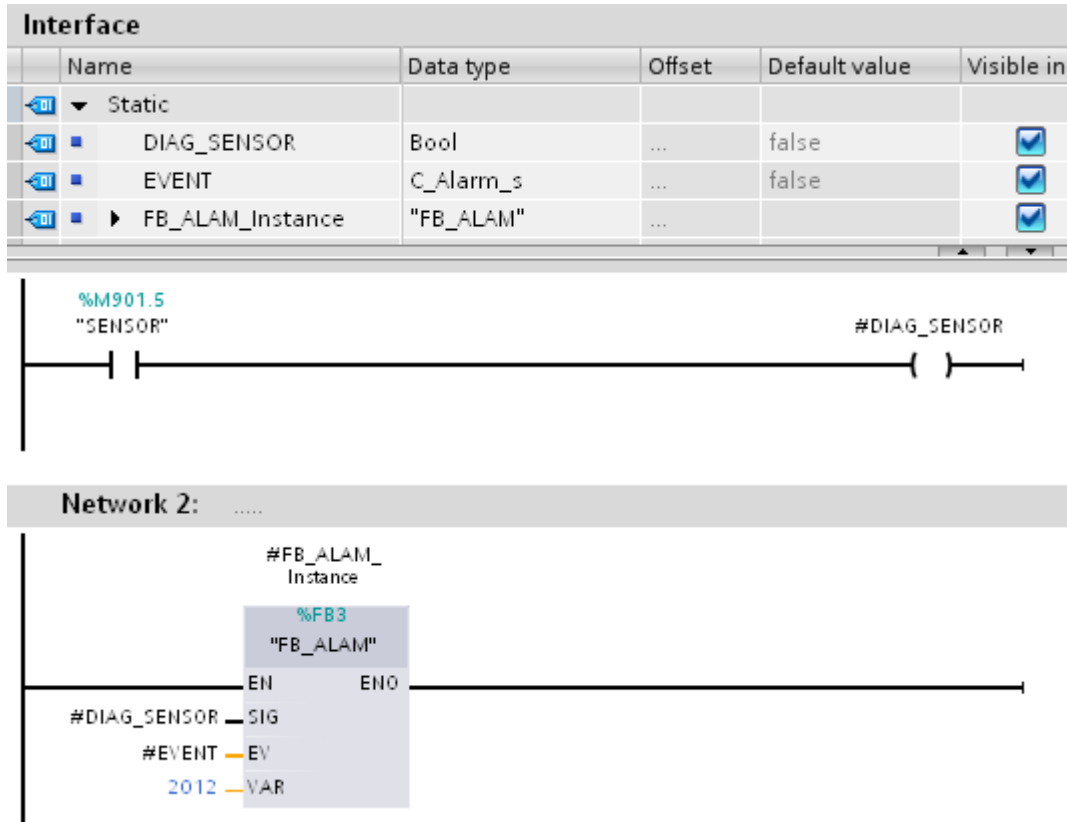 Interface
Name Data type Offset Default value Visible in
Static
DIAG_SENSOR Bool ... false
EVENT C_Alarm_s ... false
FB_ALAM_Instance "FB_ALAM" ...
%M901.5
"SENSOR" #DIAG_SENSOR
Network 2: .....
#FB_ALAM_
Instance
%FB3
"FB_ALAM"
EN ENO
#DIAG_SENSOR SIG
#EVENT EV
2012 VAR